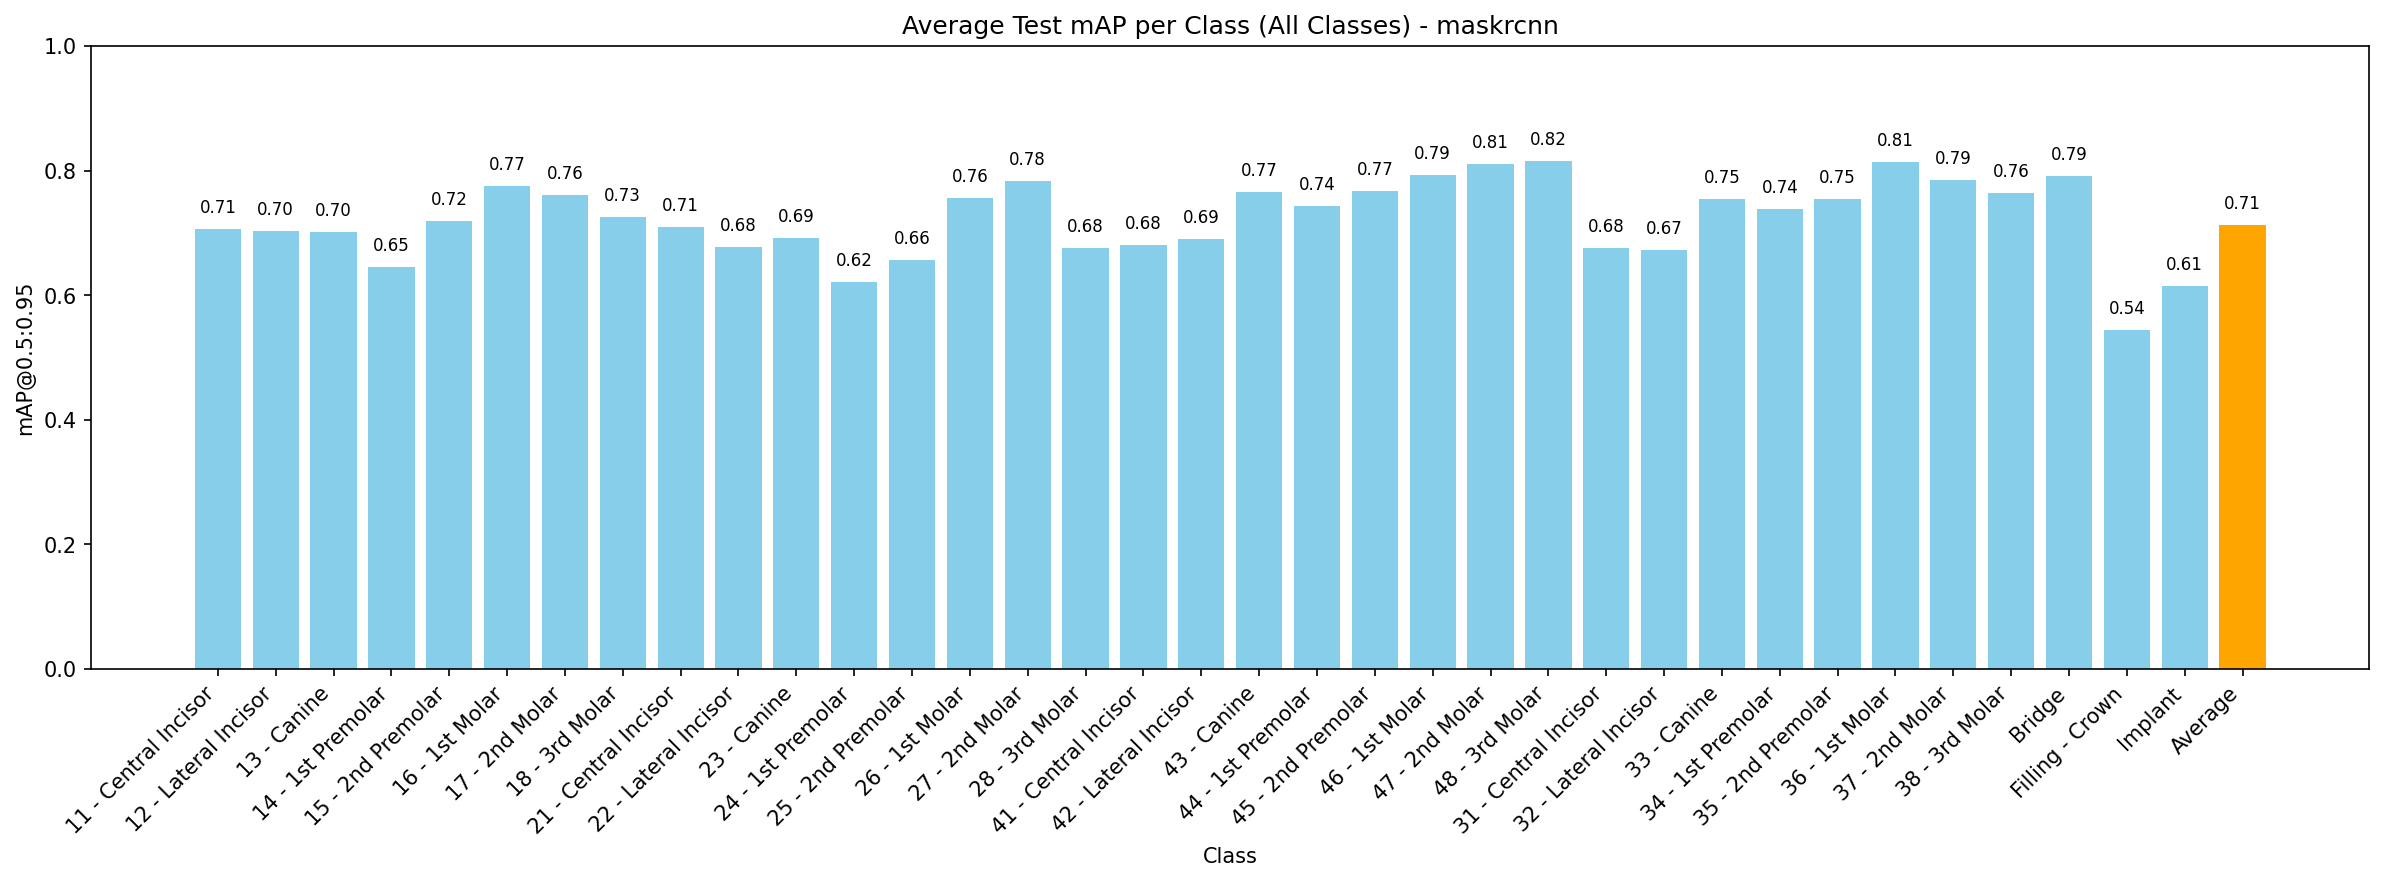 Average Test mAP per Class (All Classes) - maskrcnn
mAP@0.5:0.95
1.0
0.8
0.6
0.4
0.2
0.0
0.71
0.70
0.70
0.65
0.72
0.77
0.76
0.73
0.71
0.68
0.69
0.62
0.66
0.76
0.78
0.68
0.68
0.69
0.77
0.74
0.77
0.79
0.81
0.82
0.68
0.67
0.75
0.74
0.75
0.81
0.79
0.76
0.79
0.54
0.61
0.71
11 - Central Incisor
12 - Lateral Incisor
13 - Canine
14 - 1st Premolar
15 - 2nd Premolar
16 - 1st Molar
17 - 2nd Molar
18 - 3rd Molar
21 - Central Incisor
22 - Lateral Incisor
23 - Canine
24 - 1st Premolar
25 - 2nd Premolar
26 - 1st Molar
27 - 2nd Molar
28 - 3rd Molar
41 - Central Incisor
42 - Lateral Incisor
43 - Canine
44 - 1st Premolar
45 - 2nd Premolar
46 - 1st Molar
47 - 2nd Molar
48 - 3rd Molar
31 - Central Incisor
32 - Lateral Incisor
33 - Canine
34 - 1st Premolar
35 - 2nd Premolar
36 - 1st Molar
37 - 2nd Molar
38 - 3rd Molar
Bridge
Filling - Crown
Implant
Average
Class